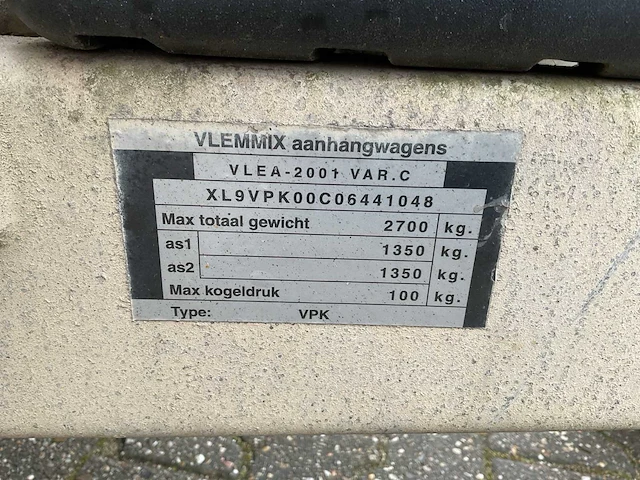 VLEMMIX aanhangwagens
VLEA-2001 VAR.C
XL9VPK00C06441048
Max totaal gewicht 2700 kg.
as1 1350 kg.
as2 1350 kg.
Max kogeldruk 100 kg.
Type: VPK